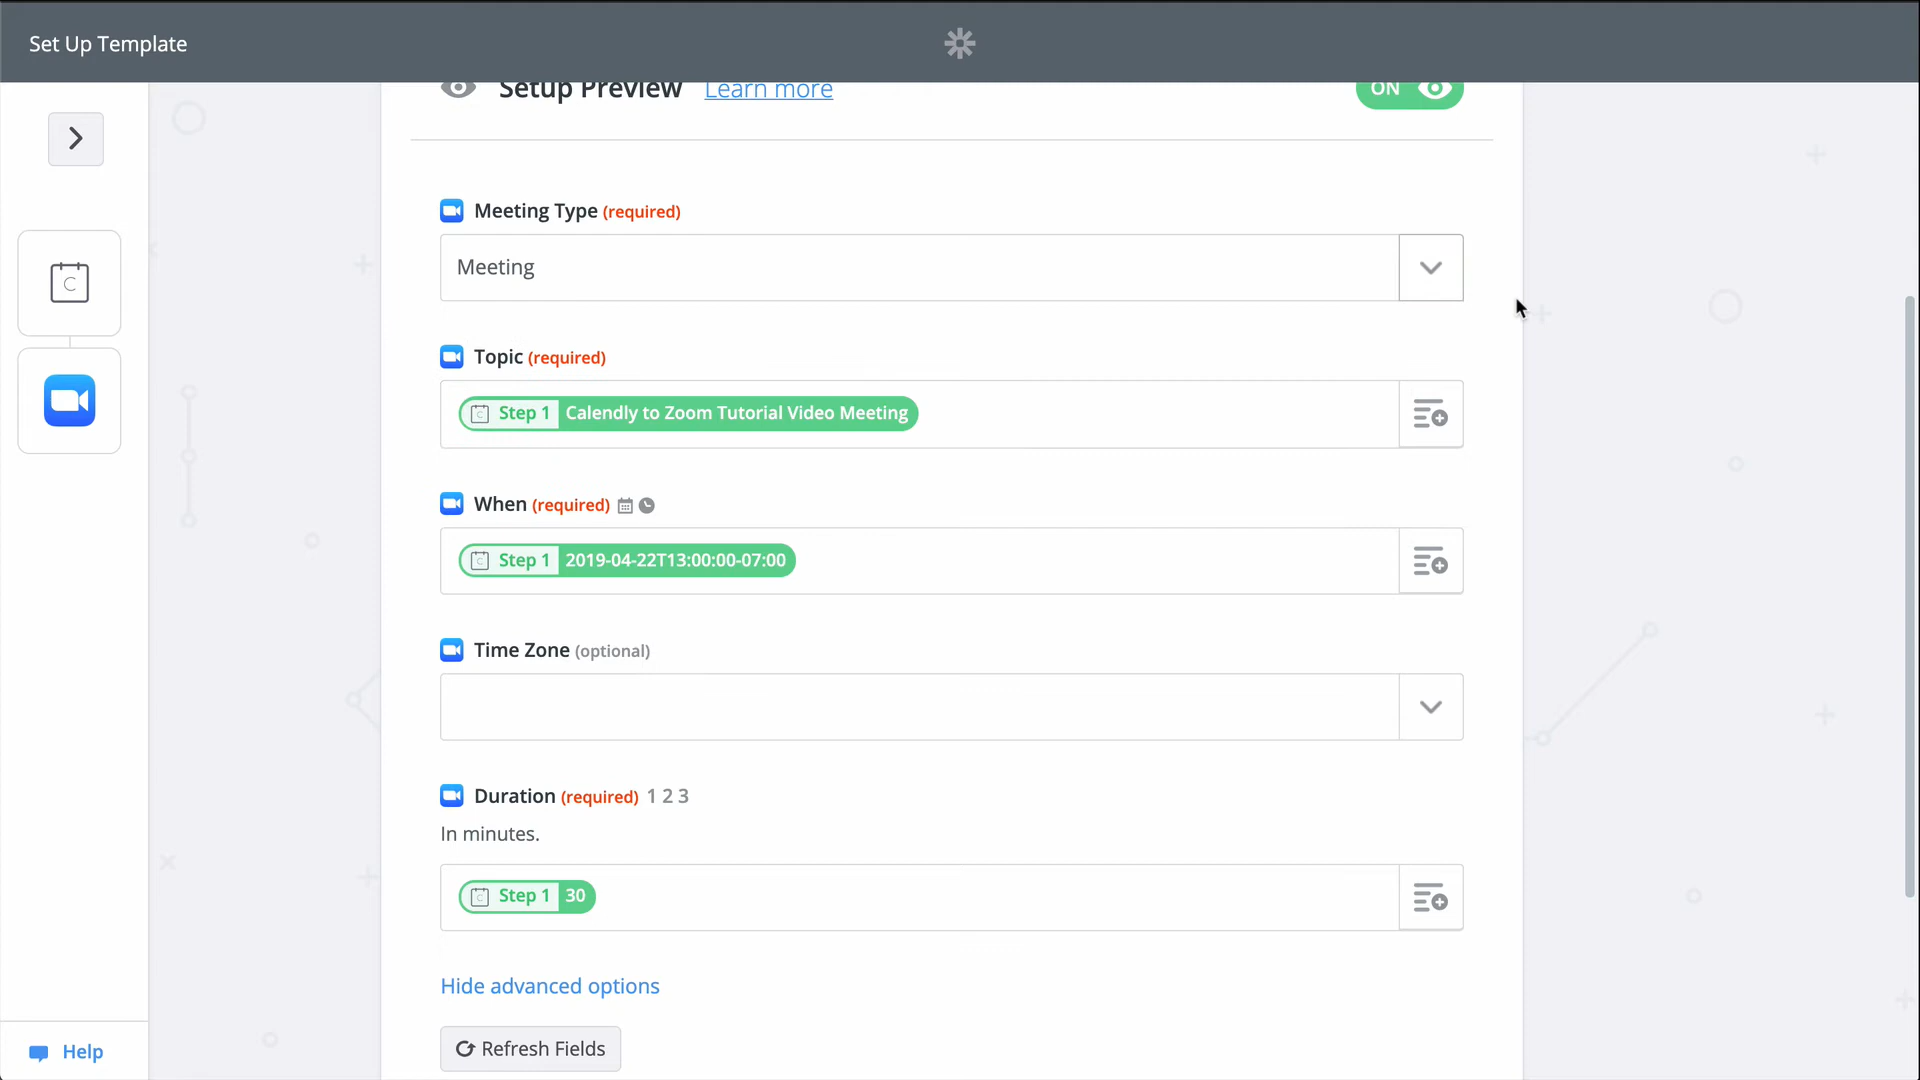 Set Up Template
Setup Preview Learn more ON
C
Meeting Type (required)
Meeting
Topic (required)
C Step 1 Calendly to Zoom Tutorial Video Meeting
When (required)
C Step 1 2019-04-22T13:00:00-07:00
Time Zone (optional)
Duration (required) 1 2 3
In minutes.
C Step 1 30
Hide advanced options
Refresh Fields
Help